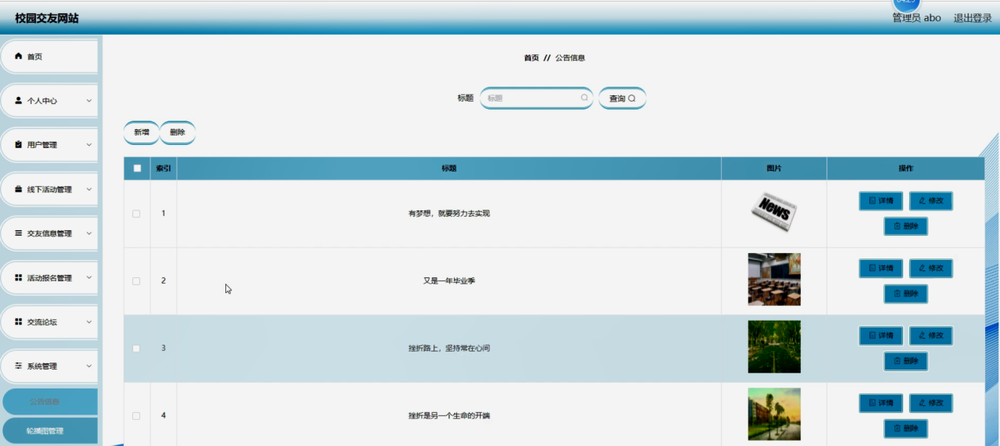 04:25
校园交友网站
管理员 abo 退出登录
首页
个人中心
用户管理
线下活动管理
交友信息管理
活动报名管理
交流论坛
系统管理
公告信息
轮播图管理
首页 // 公告信息
标题 标题 查询
新增 删除
索引 标题 图片 操作
1 有梦想，就要努力去实现 News 详情 修改 删除
2 又是一年毕业季 详情 修改 删除
3 挫折路上，坚持常在心间 详情 修改 删除
4 挫折是另一个生命的开端 详情 修改 删除